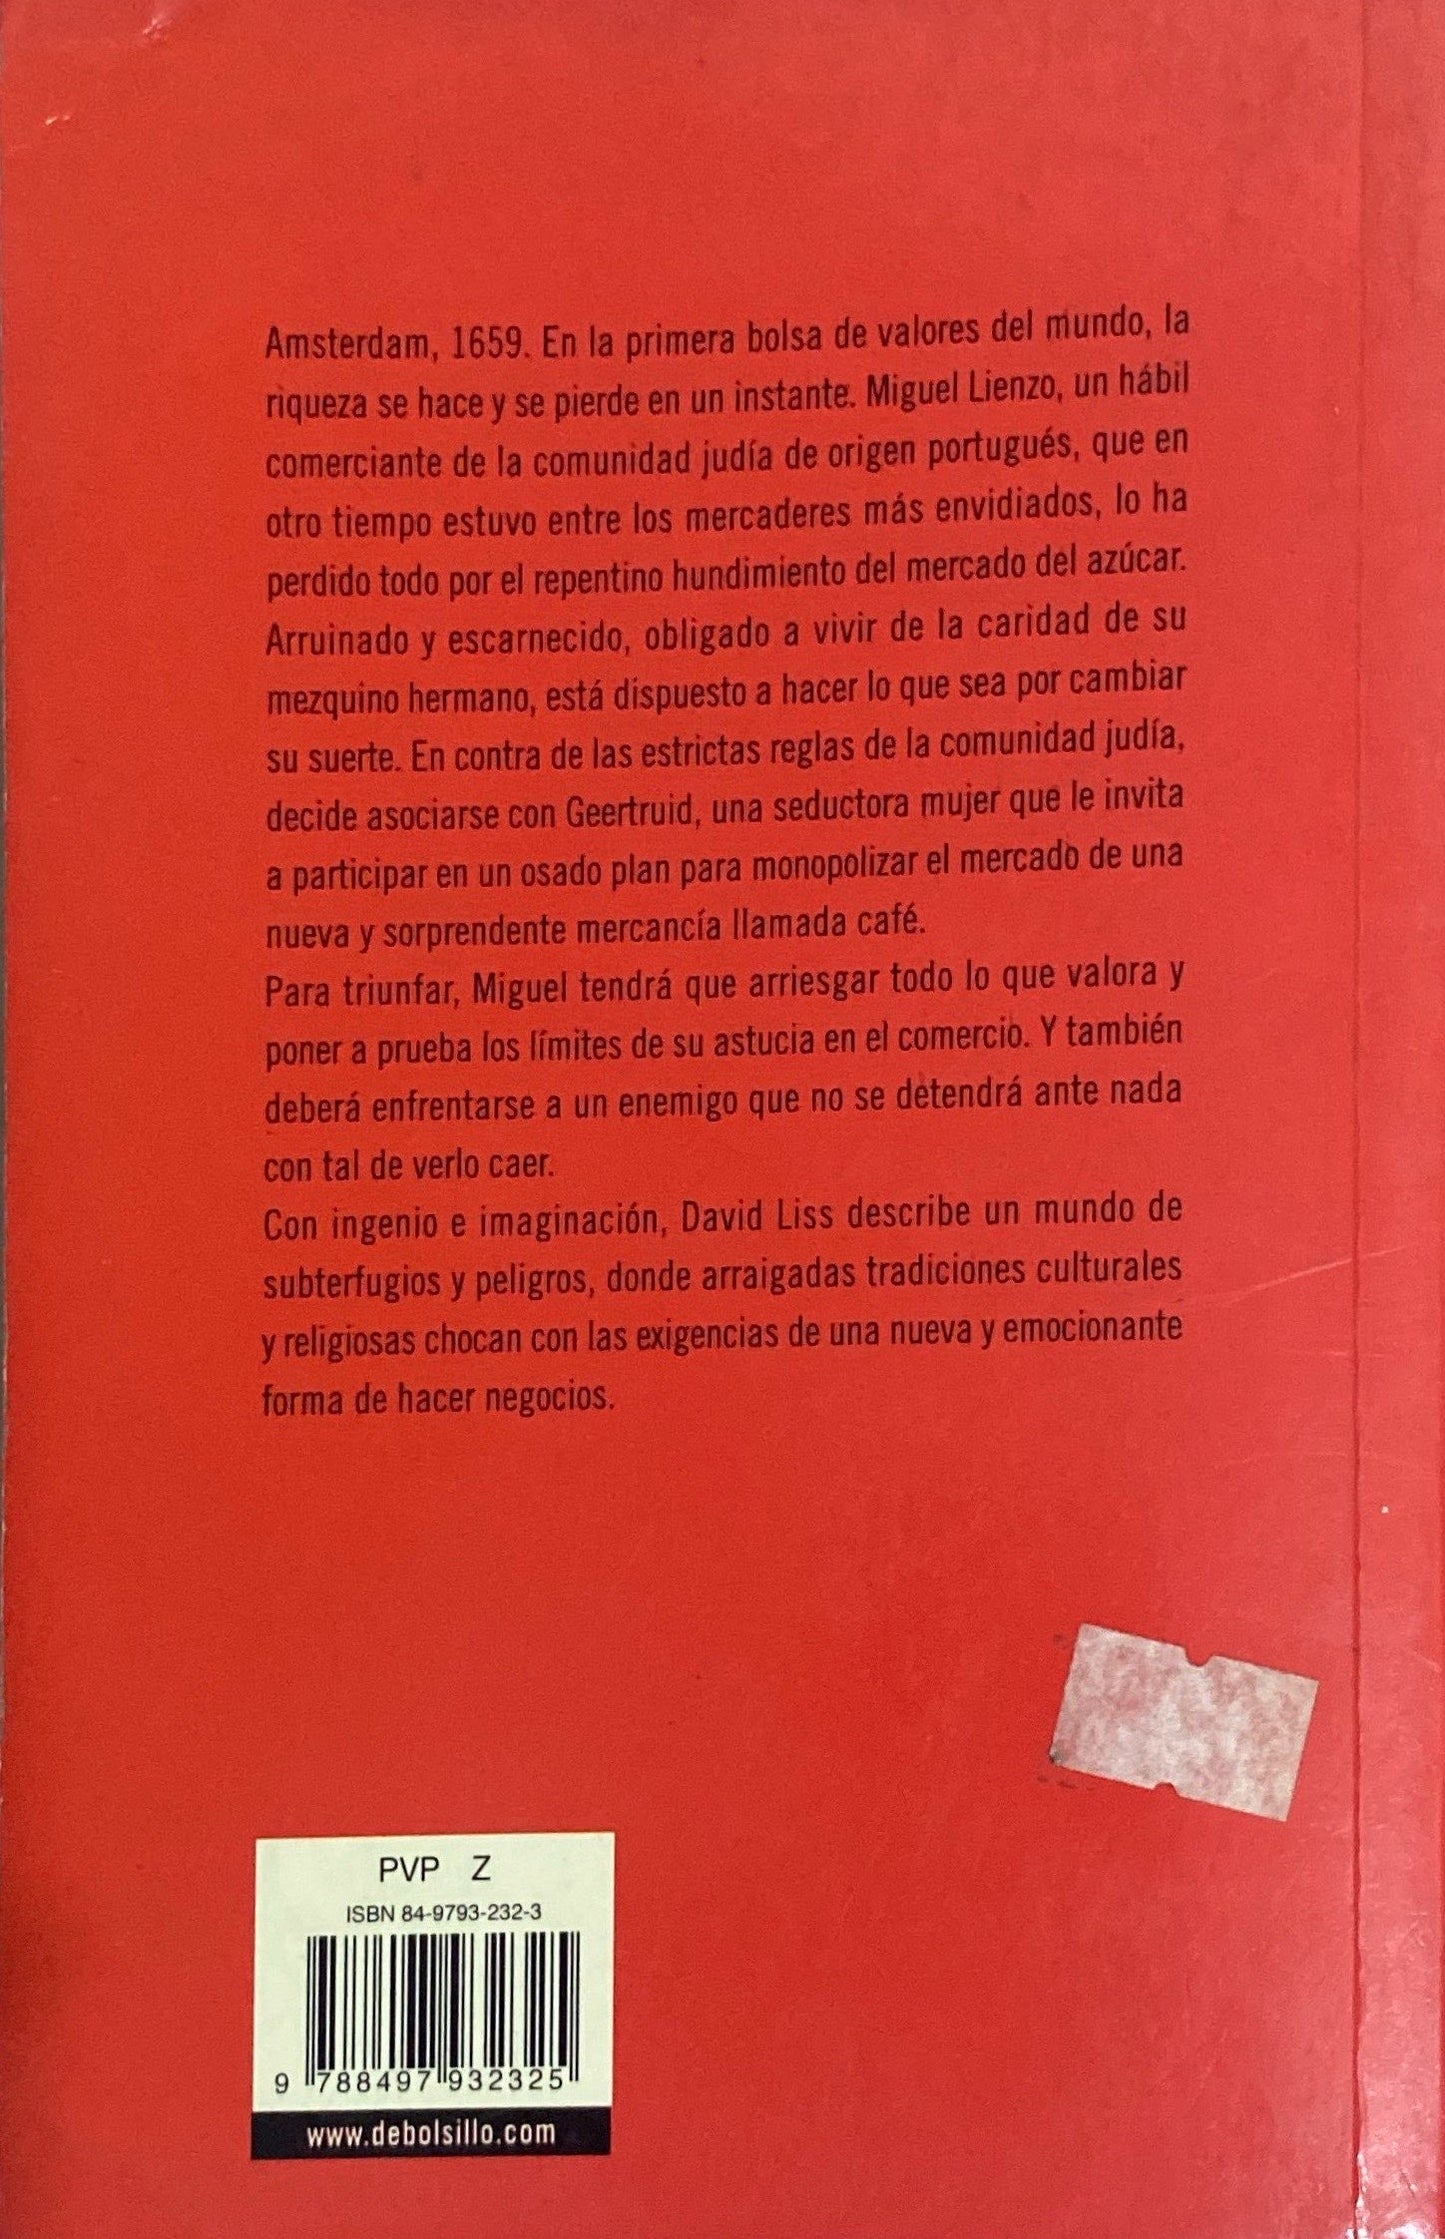 Amsterdam, 1659. En la primera bolsa de valores del mundo, la
riqueza se hace y se pierde en un instante. Miguel Lienzo, un hábil
comerciante de la comunidad judía de origen portugués, que en
otro tiempo estuvo entre los mercaderes más envidiados, lo ha
perdido todo por el repentino hundimiento del mercado del azúcar.
Arruinado y escarnecido, obligado a vivir de la caridad de su
mezquino hermano, está dispuesto a hacer lo que sea por cambiar
su suerte. En contra de las estrictas reglas de la comunidad judía,
decide asociarse con Geertruid, una seductora mujer que le invita
a participar en un osado plan para monopolizar el mercado de una
nueva y sorprendente mercancía llamada café.
Para triunfar, Miguel tendrá que arriesgar todo lo que valora y
poner a prueba los límites de su astucia en el comercio. Y también
deberá enfrentarse a un enemigo que no se detendrá ante nada
con tal de verlo caer.
Con ingenio e imaginación, David Liss describe un mundo de
subterfugios y peligros, donde arraigadas tradiciones culturales
y religiosas chocan con las exigencias de una nueva y emocionante
forma de hacer negocios.
PVP Z
ISBN 84-9793-232-3
9 788497 932325
www.debolsillo.com